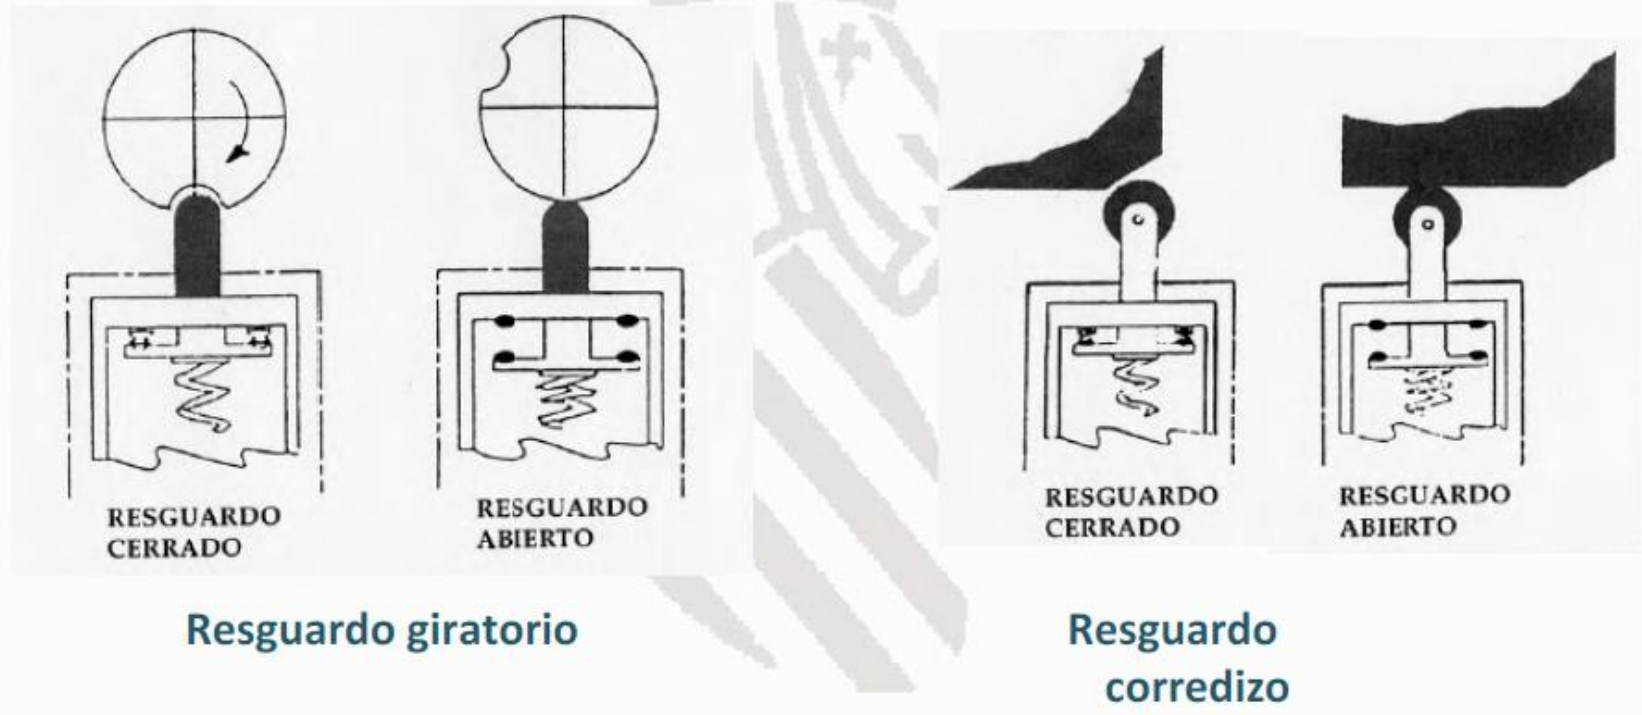 RESGUARDO
CERRADO
RESGUARDO
ABIERTO
RESGUARDO
CERRADO
RESGUARDO
ABIERTO
Resguardo giratorio
Resguardo
corredizo